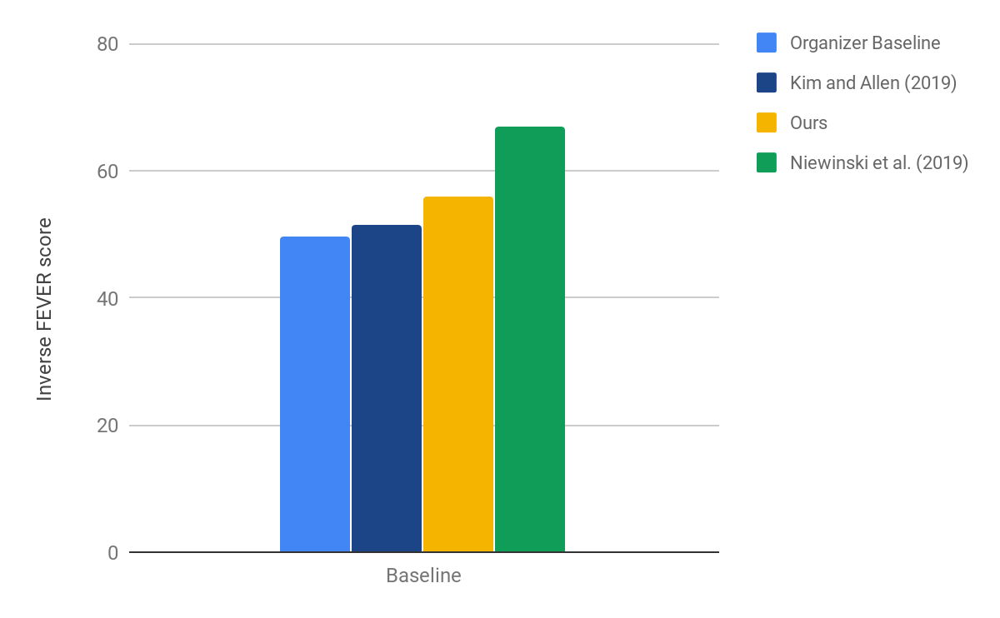 80
60
40
20
0
Inverse FEVER score
Baseline
Organizer Baseline
Kim and Allen (2019)
Ours
Niewinski et al. (2019)